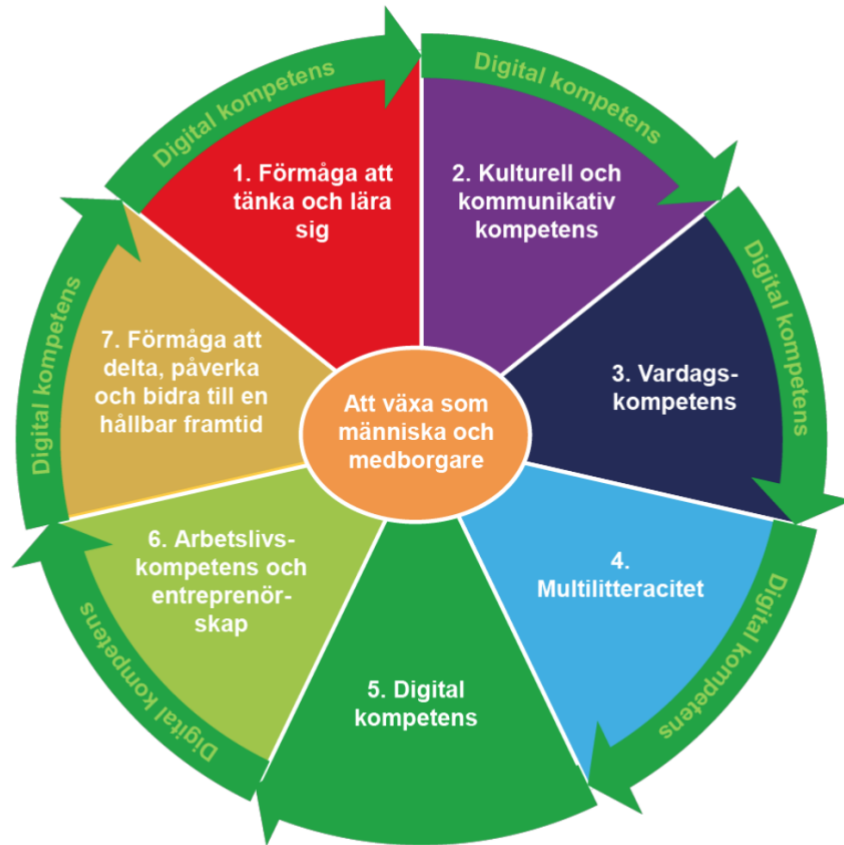 Digital kompetens
Digital kompetens
1. Förmåga att
tänka och lära
sig
2. Kulturell och
kommunikativ
kompetens
Digital kompetens
Digital kompetens
7. Förmåga att
delta, påverka
och bidra till en
hållbar framtid
3. Vardags-
kompetens
Att växa som
människa och
medborgare
6. Arbetslivs-
kompetens och
entreprenör-
skap
4.
Multilitteracitet
Digital kompetens
Digital kompetens
5. Digital
kompetens